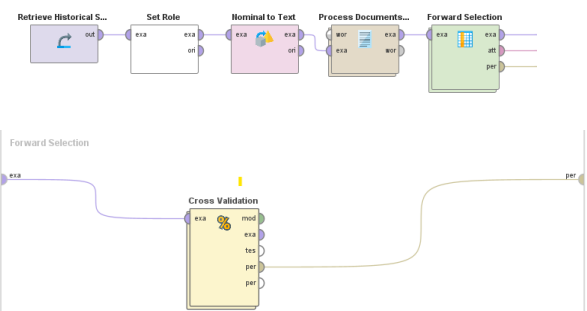 Retrieve Historical S...
Set Role
Nominal to Text
Process Documents...
Forward Selection
out
exa
exa
ori
exa
exa
ori
wor
exa
exa
wor
exa
exa
att
per
Forward Selection
exa
per
Cross Validation
exa
mod
exa
tes
per
per